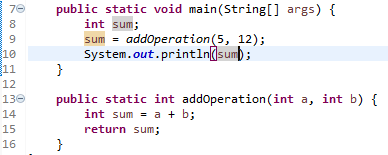 7 public static void main(String[] args) {
8 int sum;
9 sum = addOperation(5, 12);
10 System.out.println(sum);
11 }
12
13 public static int addOperation(int a, int b) {
14 int sum = a + b;
15 return sum;
16 }